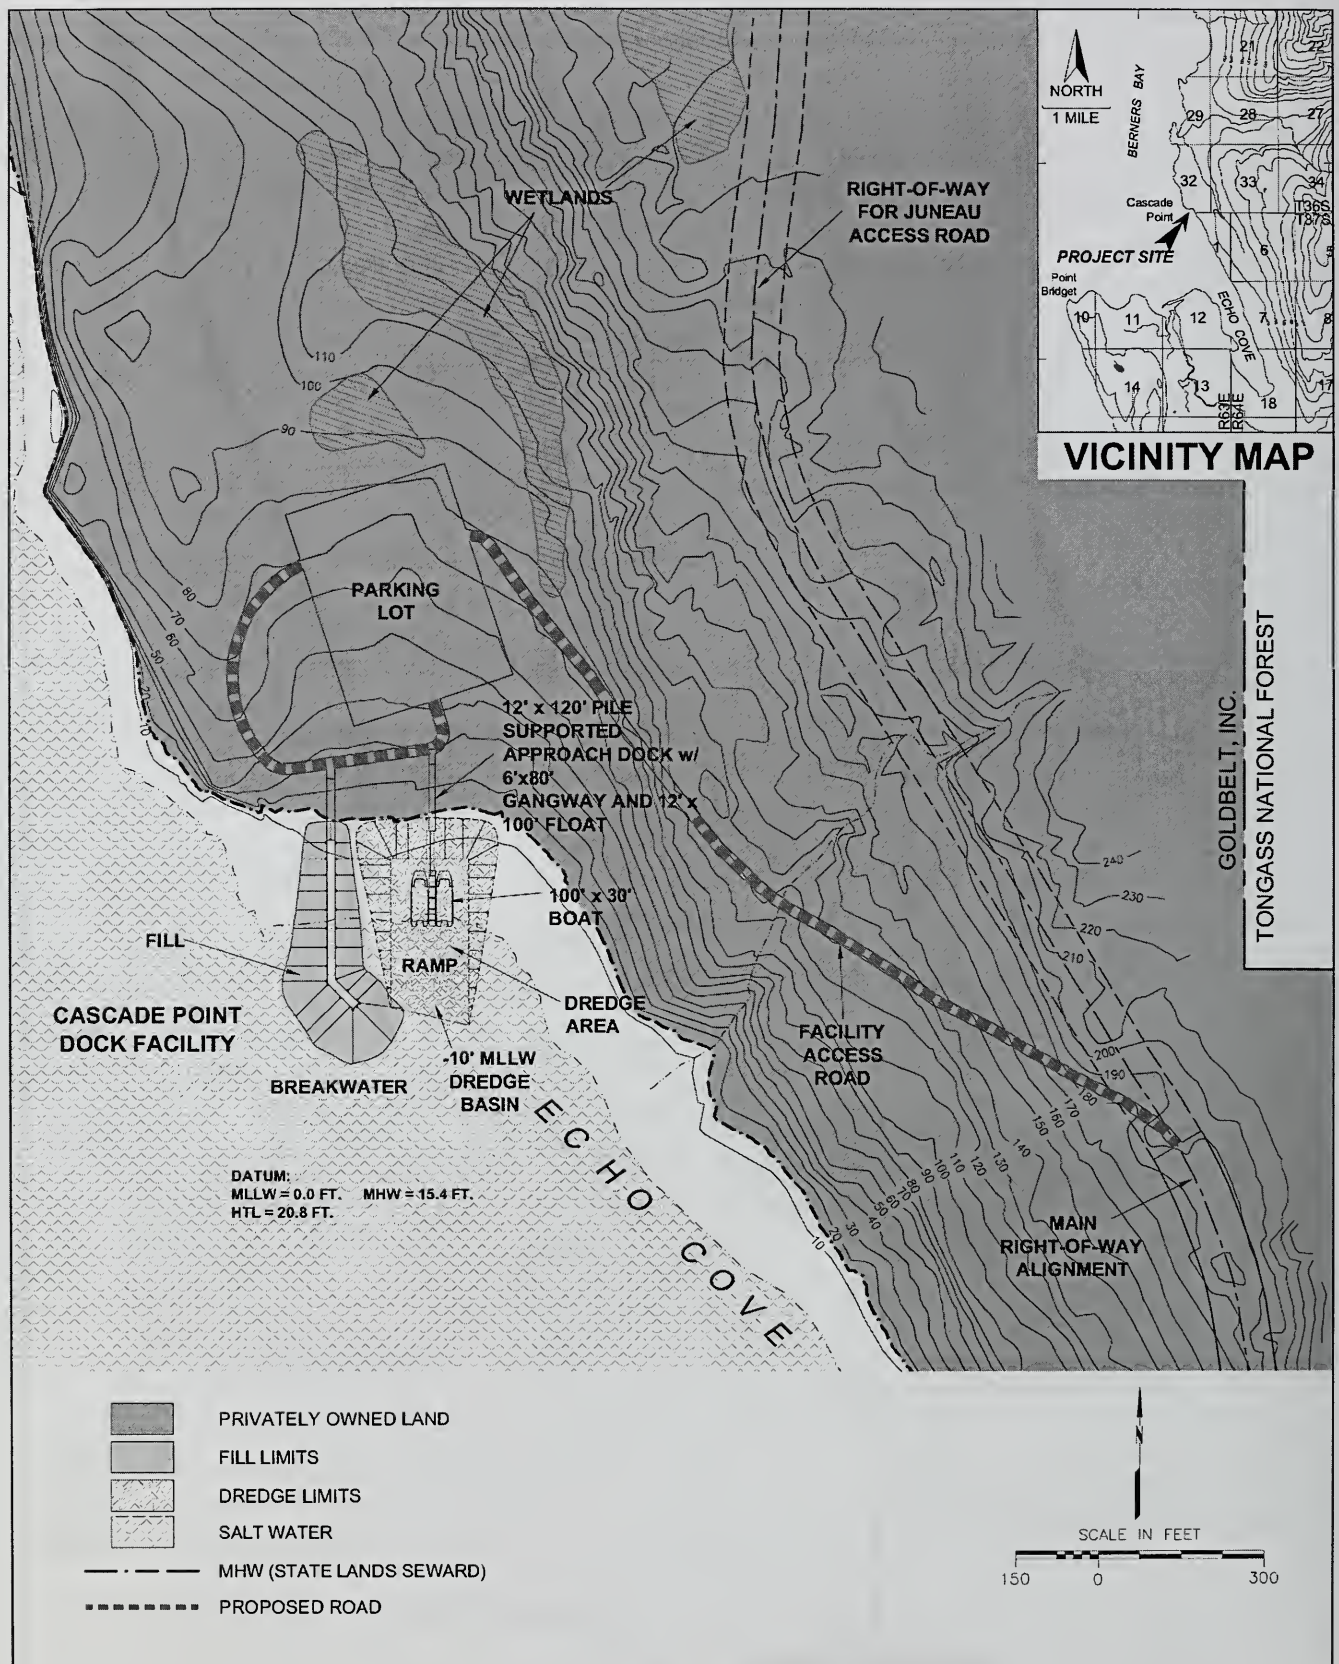 NORTH
1 MILE
BERNERS BAY
21
22
29
28
27
32
33
34
T36S
T37S
Cascade
Point
PROJECT SITE
1
6
5
Point
Bridget
10
11
12
ECHO COVE
7
8
14
13
18
17
R63E
R64E
VICINITY MAP
WETLANDS
RIGHT-OF-WAY
FOR JUNEAU
ACCESS ROAD
110
100
90
80
70
60
50
20
10
PARKING
LOT
12' x 120' PILE
SUPPORTED
APPROACH DOCK w/
6'x80'
GANGWAY AND 12' x
100' FLOAT
100' x 30'
BOAT
FILL
RAMP
DREDGE
AREA
CASCADE POINT
DOCK FACILITY
BREAKWATER
-10' MLLW
DREDGE
BASIN
ECHO COVE
DATUM:
MLLW = 0.0 FT. MHW = 15.4 FT.
HTL = 20.8 FT.
FACILITY
ACCESS
ROAD
GOLDBELT, INC.
TONGASS NATIONAL FOREST
240
230
220
210
200
190
180
170
160
150
140
130
120
110
100
90
80
70
60
50
40
30
20
10
MAIN
RIGHT-OF-WAY
ALIGNMENT
PRIVATELY OWNED LAND
FILL LIMITS
DREDGE LIMITS
SALT WATER
MHW (STATE LANDS SEWARD)
PROPOSED ROAD
N
SCALE IN FEET
150 0 300